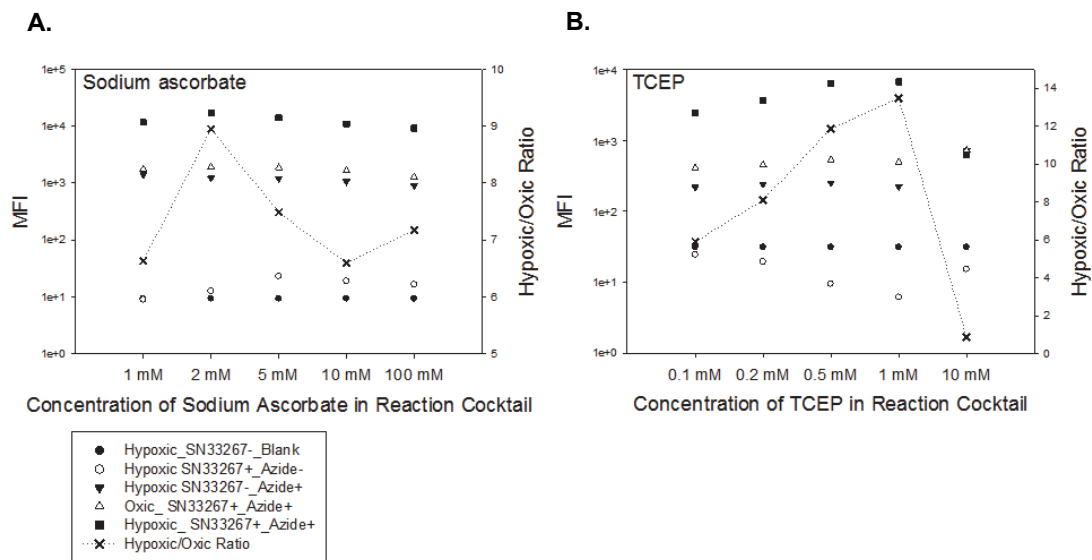 A.
Sodium ascorbate
MFI
1e+5
1e+4
1e+3
1e+2
1e+1
1e+0
10
9
8
7
6
5
Hypoxic/Oxic Ratio
1 mM 2 mM 5 mM 10 mM 100 mM
Concentration of Sodium Ascorbate in Reaction Cocktail
B.
TCEP
MFI
1e+4
1e+3
1e+2
1e+1
1e+0
14
12
10
8
6
4
2
0
Hypoxic/Oxic Ratio
0.1 mM 0.2 mM 0.5 mM 1 mM 10 mM
Concentration of TCEP in Reaction Cocktail
Hypoxic_SN33267-_Blank
Hypoxic SN33267+_Azide-
Hypoxic SN33267-_Azide+
Oxic_ SN33267+_Azide+
Hypoxic_ SN33267+_Azide+
Hypoxic/Oxic Ratio